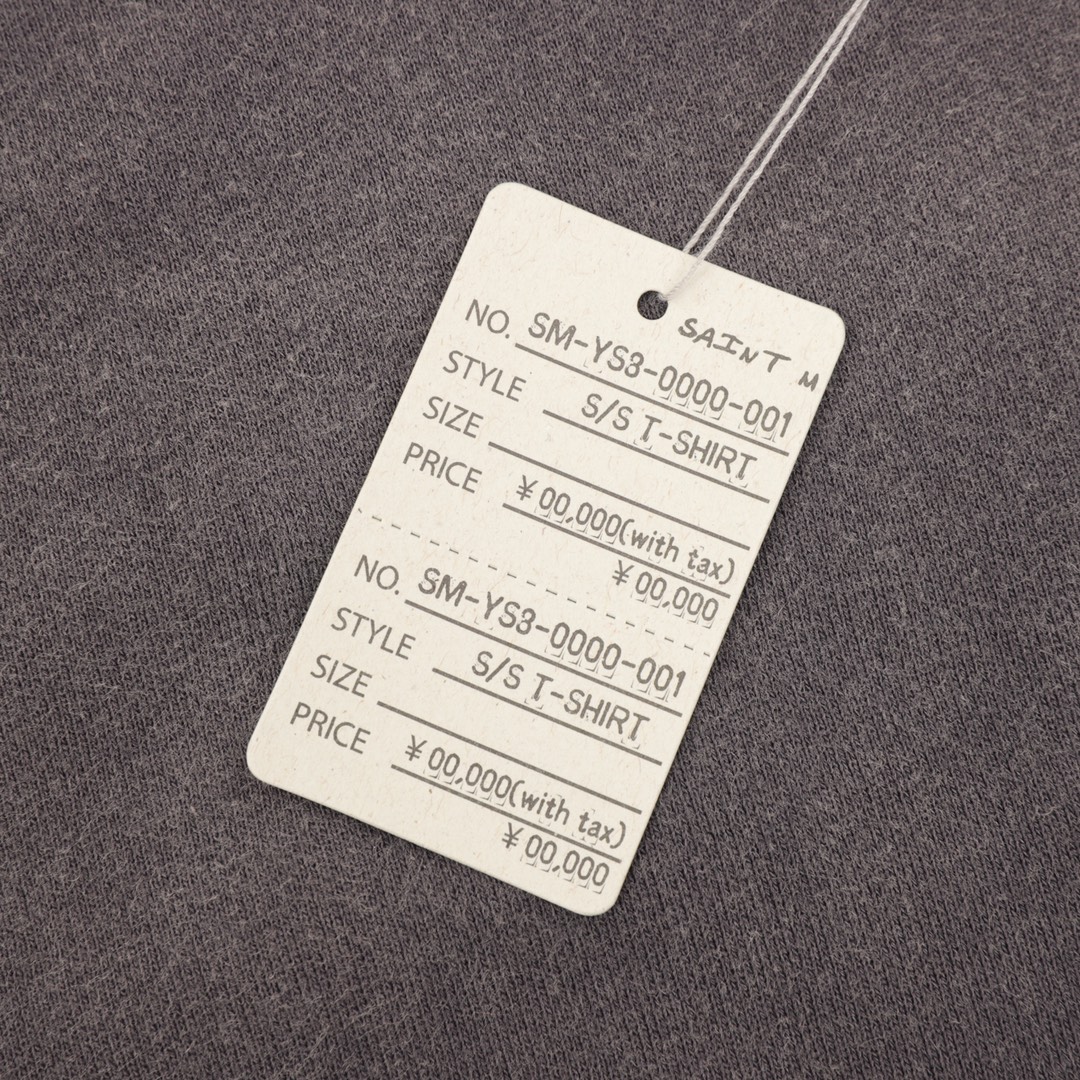 SAINT M
NO. SM-YS3-0000-001
STYLE S/S T-SHIRT
SIZE
PRICE ¥00,000(with tax)
¥00,000
NO. SM-YS3-0000-001
STYLE S/S T-SHIRT
SIZE
PRICE ¥00,000(with tax)
¥00,000